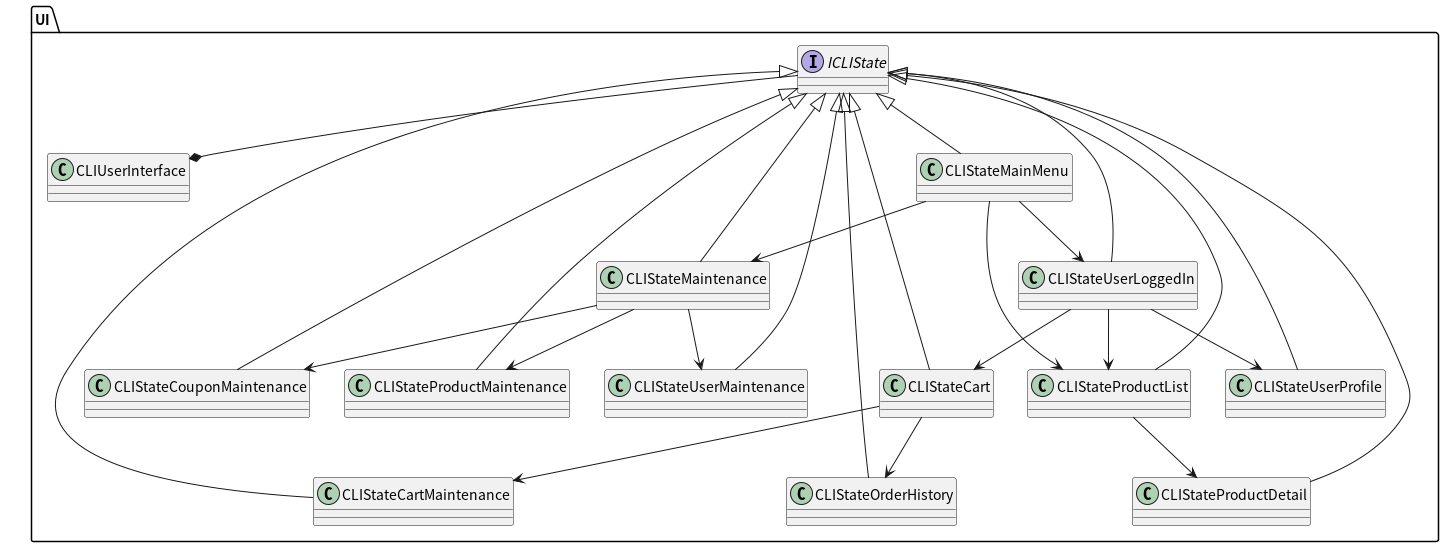 UI
I ICLIState
C CLIUserInterface
C CLIStateMainMenu
C CLIStateMaintenance
C CLIStateUserLoggedIn
C CLIStateCouponMaintenance
C CLIStateProductMaintenance
C CLIStateUserMaintenance
C CLIStateCart
C CLIStateProductList
C CLIStateUserProfile
C CLIStateCartMaintenance
C CLIStateOrderHistory
C CLIStateProductDetail